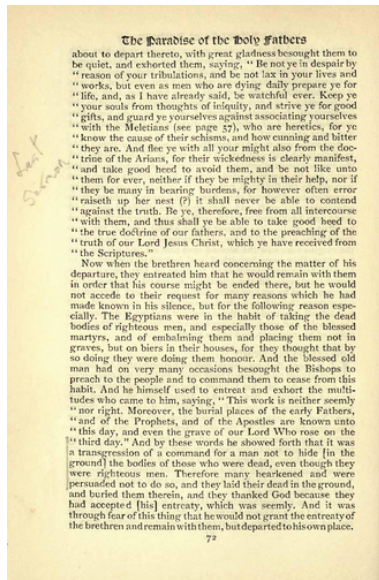 The Paradise of the Holy Fathers
about to depart thereto, with great gladness besought them to
be quiet, and exhorted them, saying, " Be not ye in despair by
" reason of your tribulations, and be not lax in your lives and
" works, but even as men who are dying daily prepare ye for
" life, and, as I have already said, be watchful ever. Keep ye
" your souls from thoughts of iniquity, and strive ye for good
" gifts, and guard ye yourselves against associating yourselves
" with the Meletians (see page 37), who are heretics, for ye
" know the cause of their schisms, and how cunning and bitter
" they are. And flee ye with all your might also from the doc-
" trine of the Arians, for their wickedness is clearly manifest,
" and take good heed to avoid them, and be not like unto
" them for ever, neither if they be mighty in their help, nor if
" they be many in bearing burdens, for however often error
" raiseth up her nest (?) it shall never be able to contend
" against the truth. Be ye, therefore, free from all intercourse
" with them, and thus shall ye be able to take good heed to
" the true doctrine of our fathers, and to the preaching of the
" truth of our Lord Jesus Christ, which ye have received from
" the Scriptures."
Now when the brethren heard concerning the matter of his
departure, they entreated him that he would remain with them
in order that his course might be ended there, but he would
not accede to their request for many reasons which he had
made known in his silence, but for the following reason espe-
cially. The Egyptians were in the habit of taking the dead
bodies of righteous men, and especially those of the blessed
martyrs, and of embalming them and placing them not in
graves, but on biers in their houses, for they thought that by
so doing they were doing them honour. And the blessed old
man had on very many occasions besought the Bishops to
preach to the people and to command them to cease from this
habit. And he himself used to entreat and exhort the multi-
tudes who came to him, saying, " This work is neither seemly
" nor right. Moreover, the burial places of the early Fathers,
" and of the Prophets, and of the Apostles are known unto
" this day, and even the grave of our Lord Who rose on the
" third day." And by these words he showed forth that it was
a transgression of a command for a man not to hide [in the
ground] the bodies of those who were dead, even though they
were righteous men. Therefore many hearkened and were
persuaded not to do so, and they laid their dead in the ground,
and buried them therein, and they thanked God because they
had accepted [his] entreaty, which was seemly. And it was
through fear of this thing that he would not grant the entreaty of
the brethren and remain with them, but departed to his own place.
72